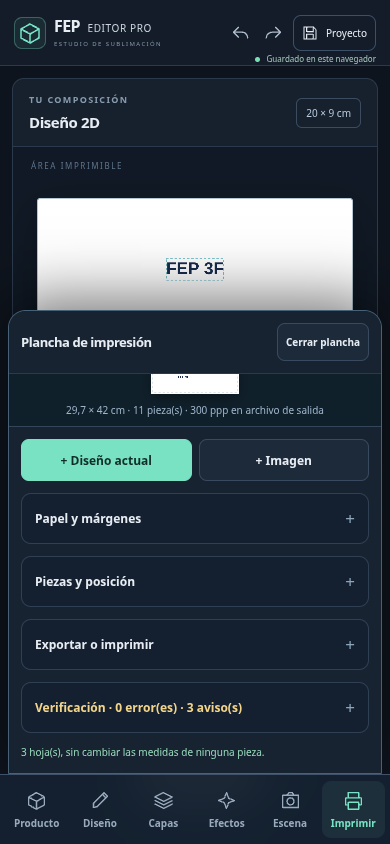 FEP EDITOR PRO
ESTUDIO DE SUBLIMACIÓN
Proyecto
Guardado en este navegador
TU COMPOSICIÓN
Diseño 2D
20 × 9 cm
ÁREA IMPRIMIBLE
FEP 3F
Plancha de impresión
Cerrar plancha
29,7 × 42 cm · 11 pieza(s) · 300 ppp en archivo de salida
+ Diseño actual
+ Imagen
Papel y márgenes +
Piezas y posición +
Exportar o imprimir +
Verificación · 0 error(es) · 3 aviso(s) +
3 hoja(s), sin cambiar las medidas de ninguna pieza.
Producto
Diseño
Capas
Efectos
Escena
Imprimir